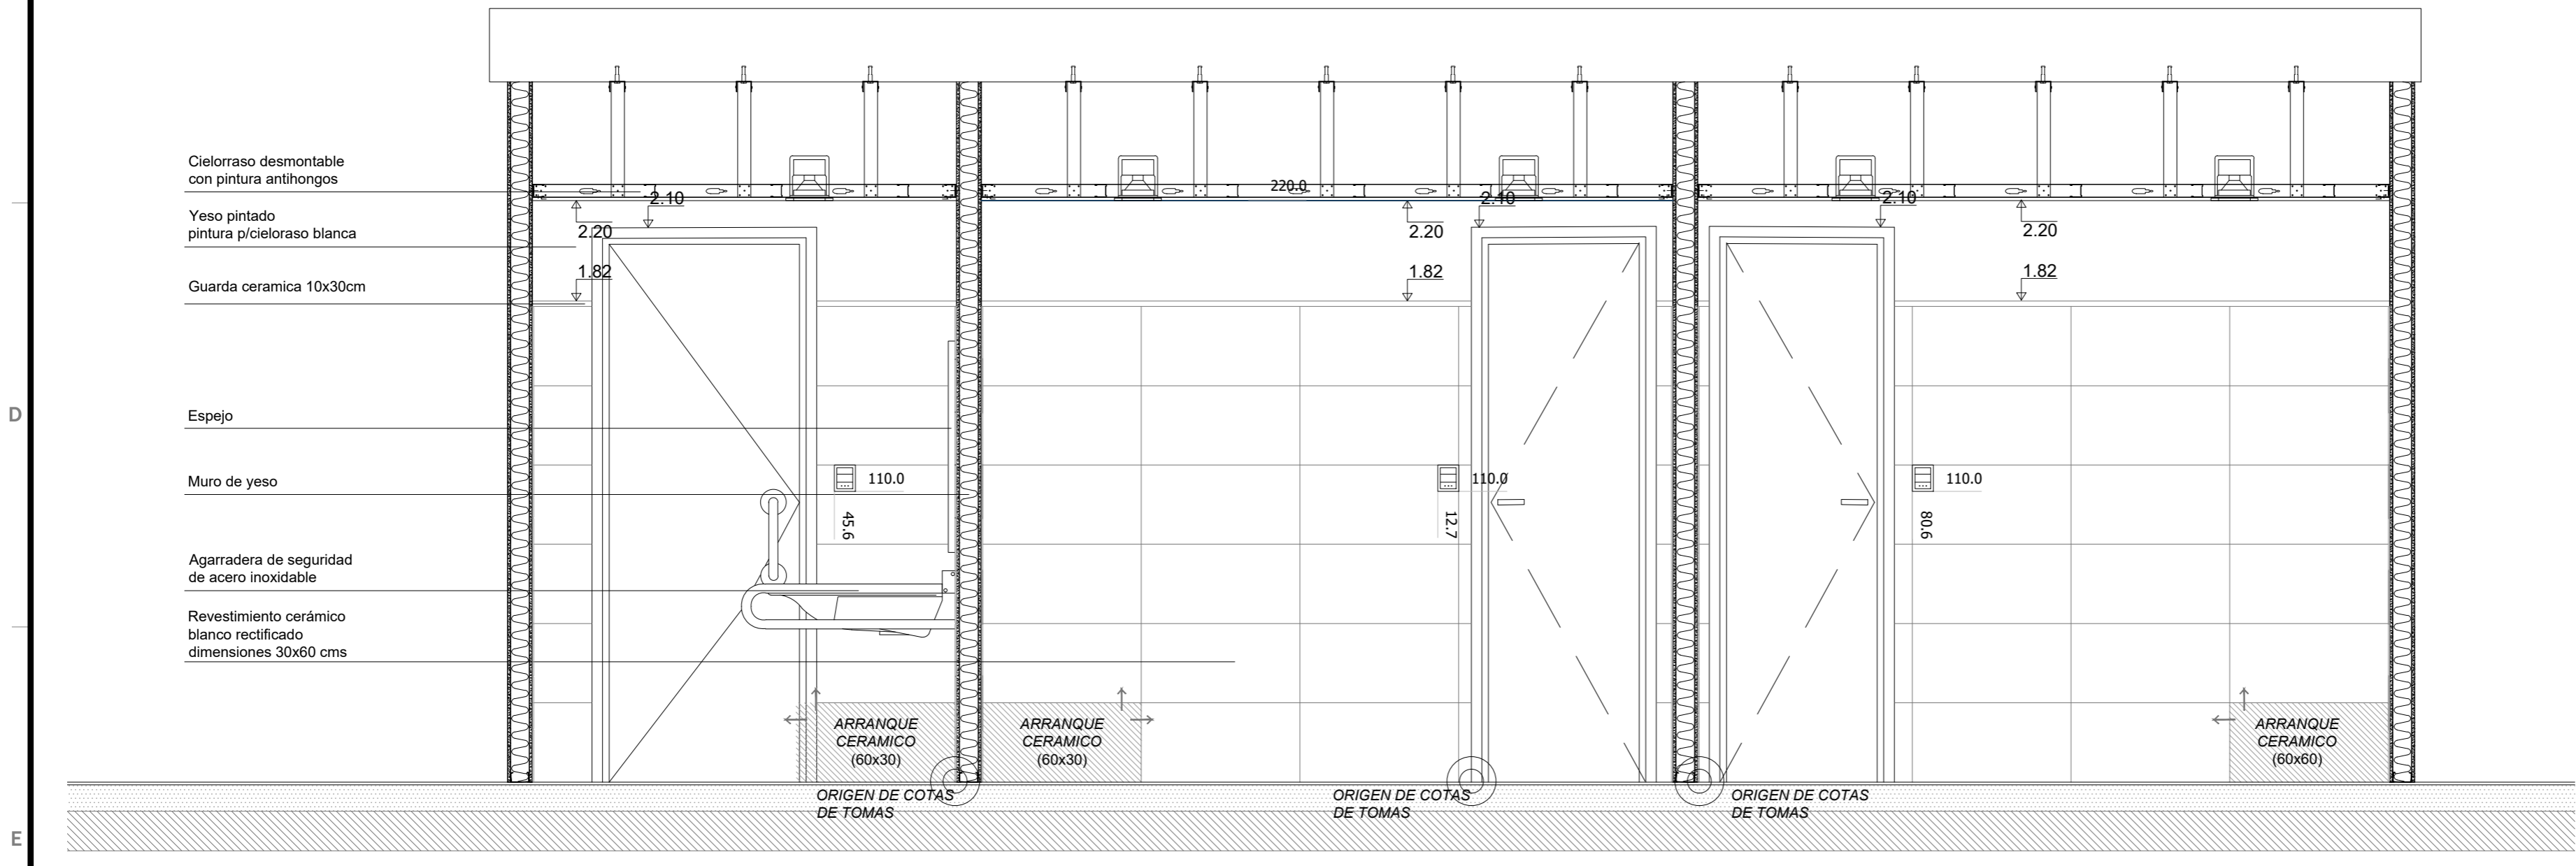 Cielorraso desmontable
con pintura antihongos
Yeso pintado
pintura p/cieloraso blanca
Guarda ceramica 10x30cm
Espejo
Muro de yeso
Agarradera de seguridad
de acero inoxidable
Revestimiento cerámico
blanco rectificado
dimensiones 30x60 cms
D
E
220.0
2.10
2.10
2.10
2.20
2.20
2.20
1.82
1.82
1.82
110.0
110.0
110.0
45.6
12.7
80.6
ARRANQUE
CERAMICO
(60x30)
ARRANQUE
CERAMICO
(60x30)
ARRANQUE
CERAMICO
(60x60)
ORIGEN DE COTAS
DE TOMAS
ORIGEN DE COTAS
DE TOMAS
ORIGEN DE COTAS
DE TOMAS